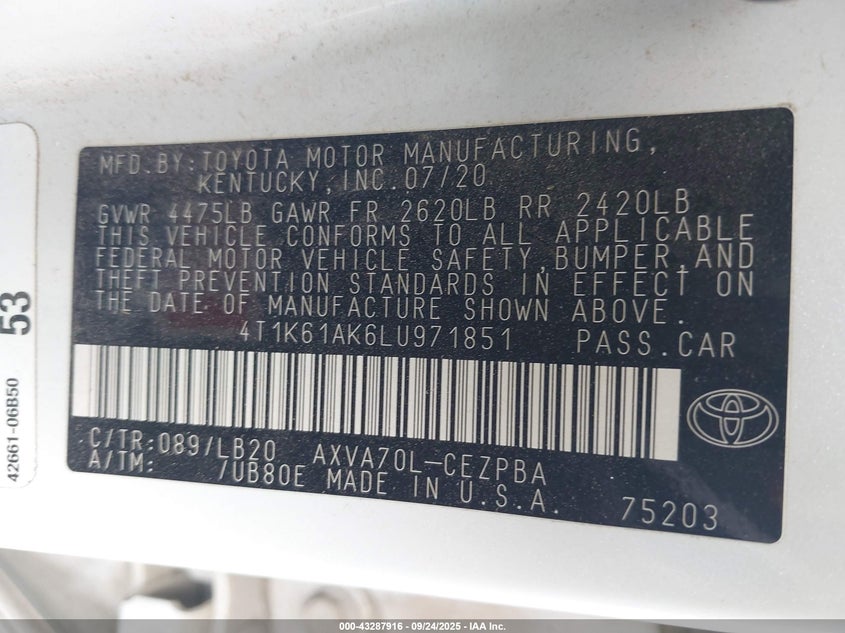 MFD.BY:TOYOTA MOTOR MANUFACTURING,
KENTUCKY,INC.07/20
GVWR 4475LB GAWR FR 2620LB RR 2420LB
THIS VEHICLE CONFORMS TO ALL APPLICABLE
FEDERAL MOTOR VEHICLE SAFETY,BUMPER,AND
THEFT PREVENTION STANDARDS IN EFFECT ON
THE DATE OF MANUFACTURE SHOWN ABOVE.
4T1K61AK6LU971851 PASS.CAR
C/TR:089/LB20 AXVA70L-CEZPBA
A/TM: /UB80E MADE IN U.S.A. 75203
53
42661-06B50
000-43287916 - 09/24/2025 - IAA Inc.